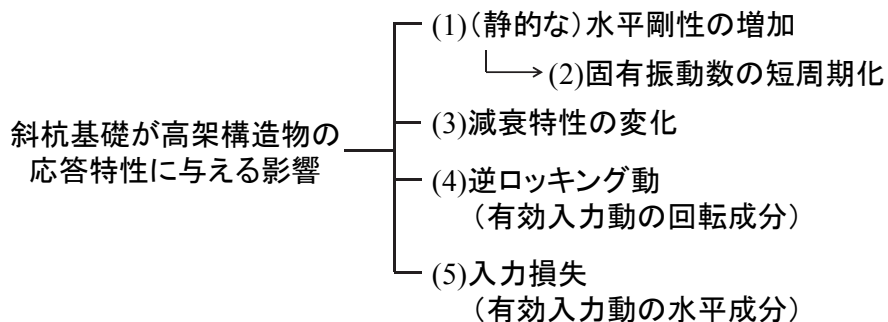 (1)(静的な)水平剛性の増加
(2)固有振動数の短周期化
斜杭基礎が高架構造物の
応答特性に与える影響
(3)減衰特性の変化
(4)逆ロッキング動
(有効入力動の回転成分)
(5)入力損失
(有効入力動の水平成分)